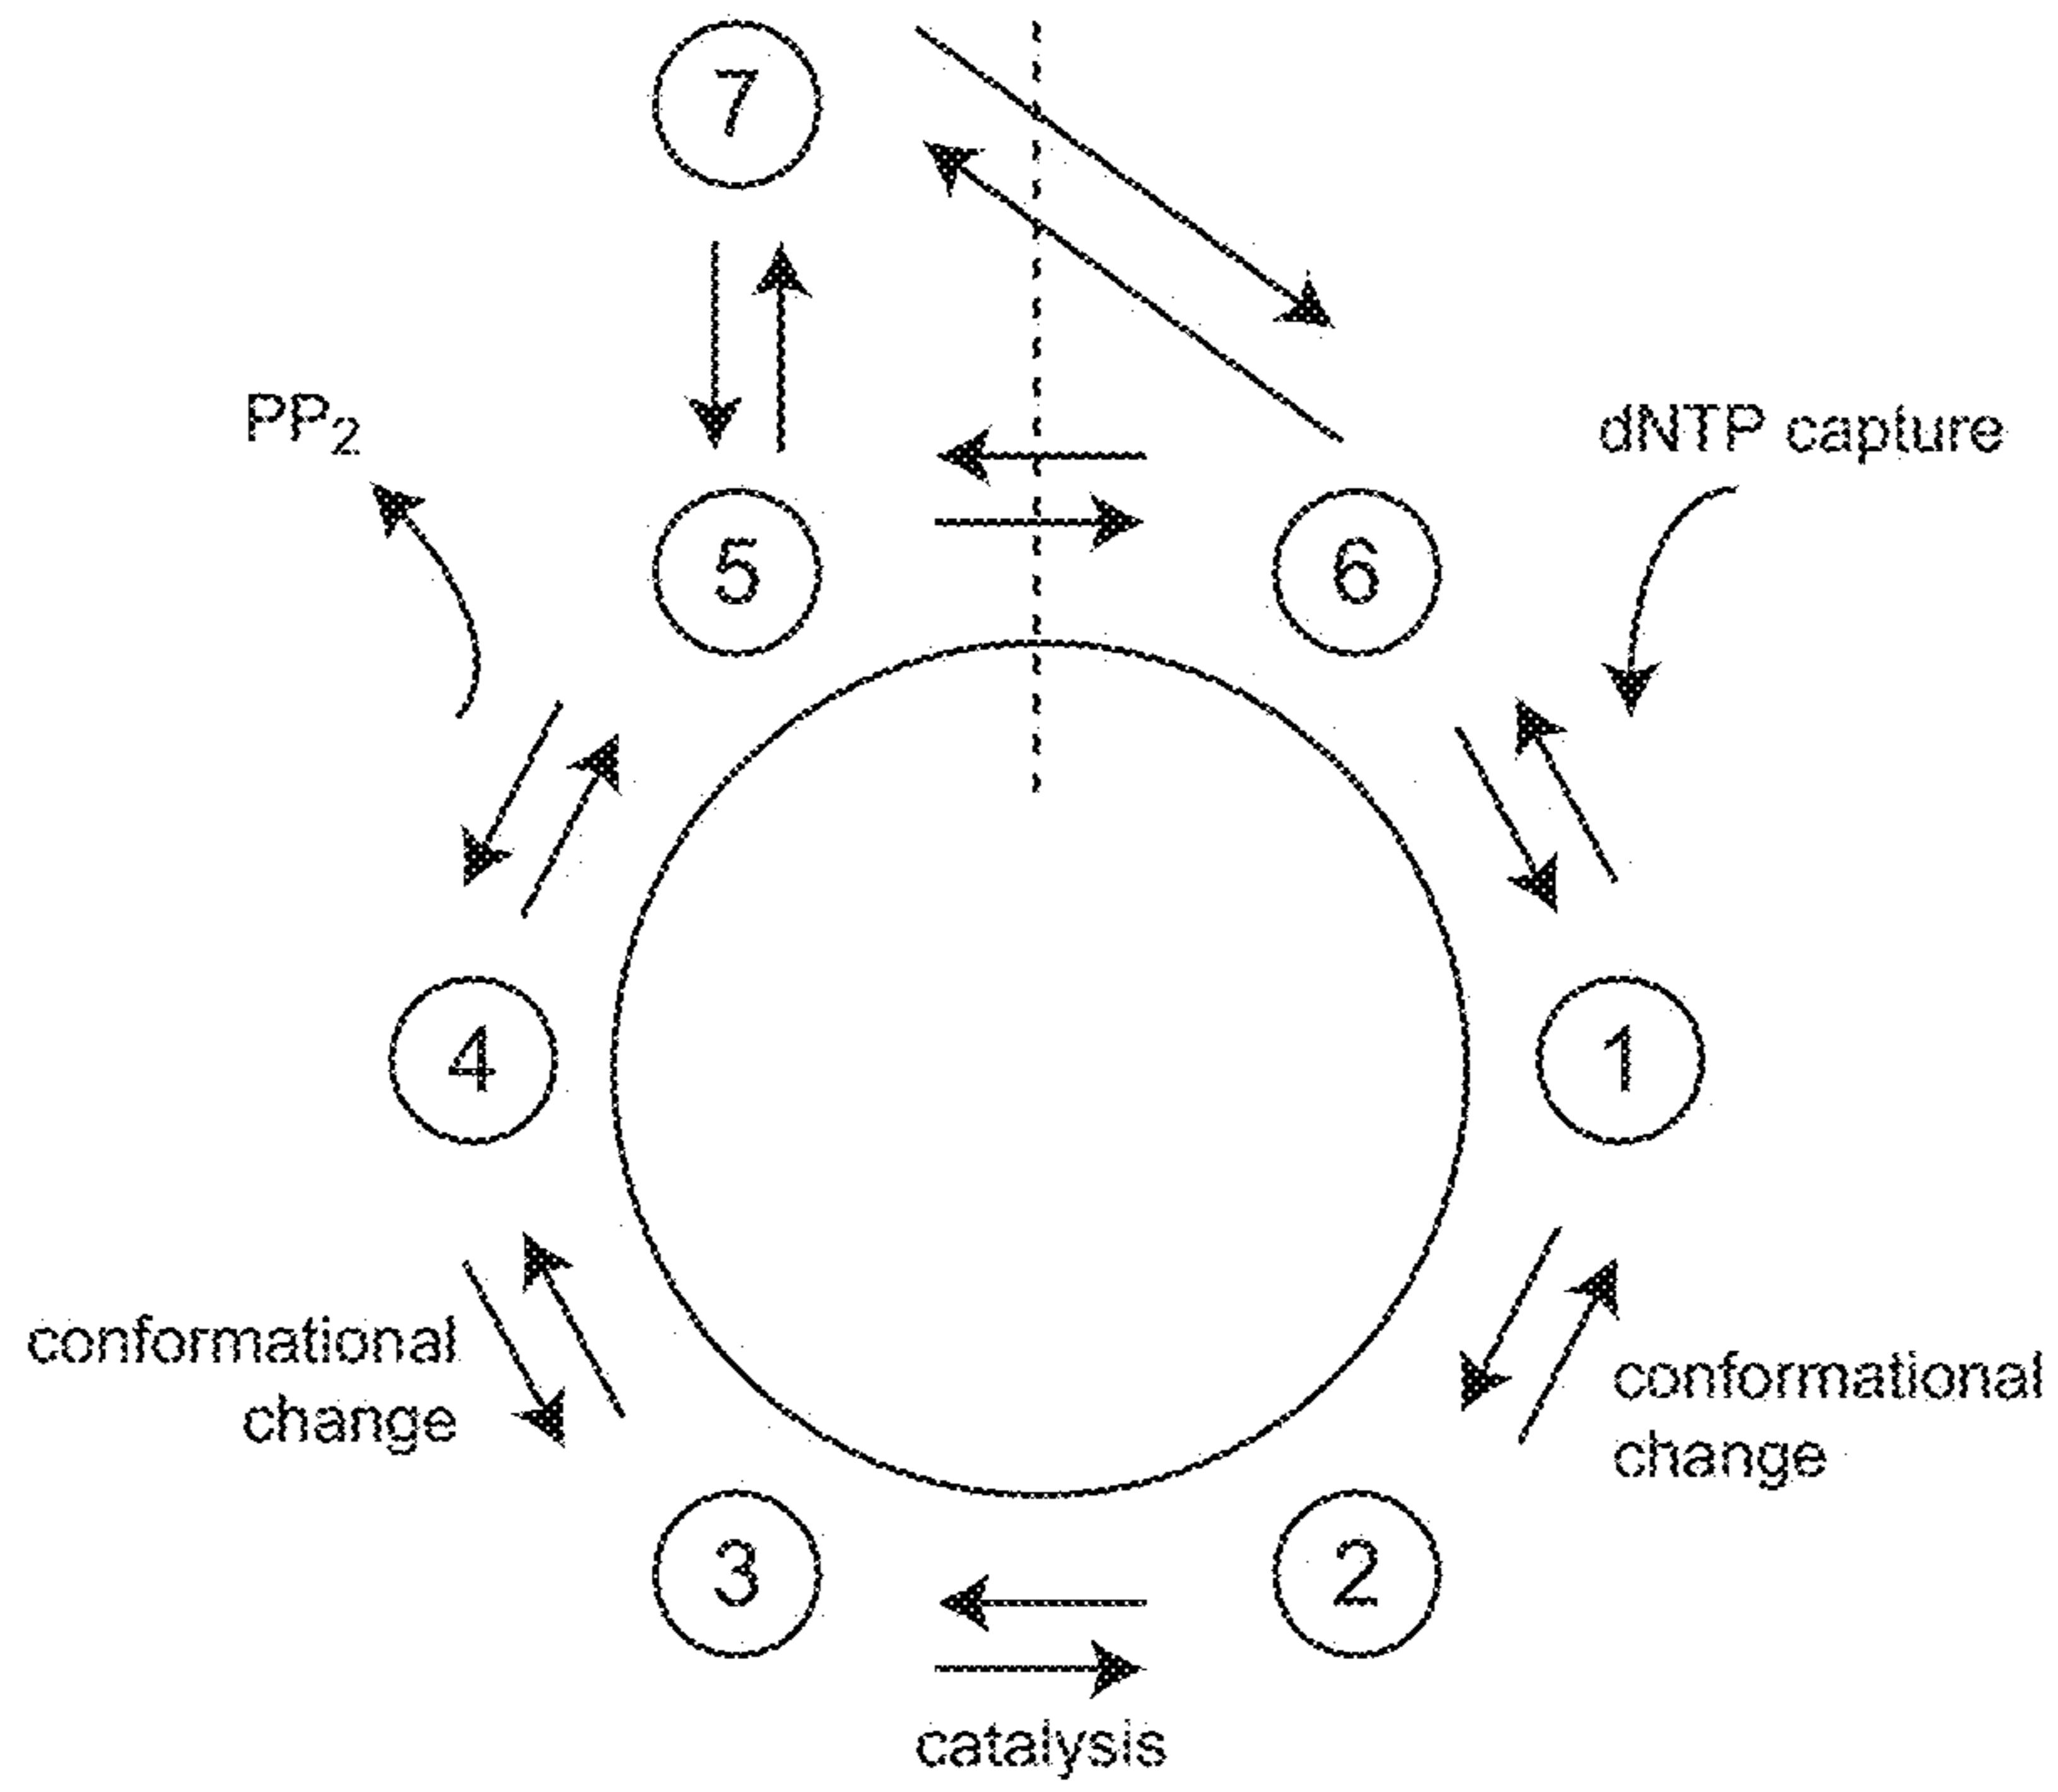 7
PP₂
dNTP capture
5
6
4
1
conformational
change
conformational
change
3
2
catalysis